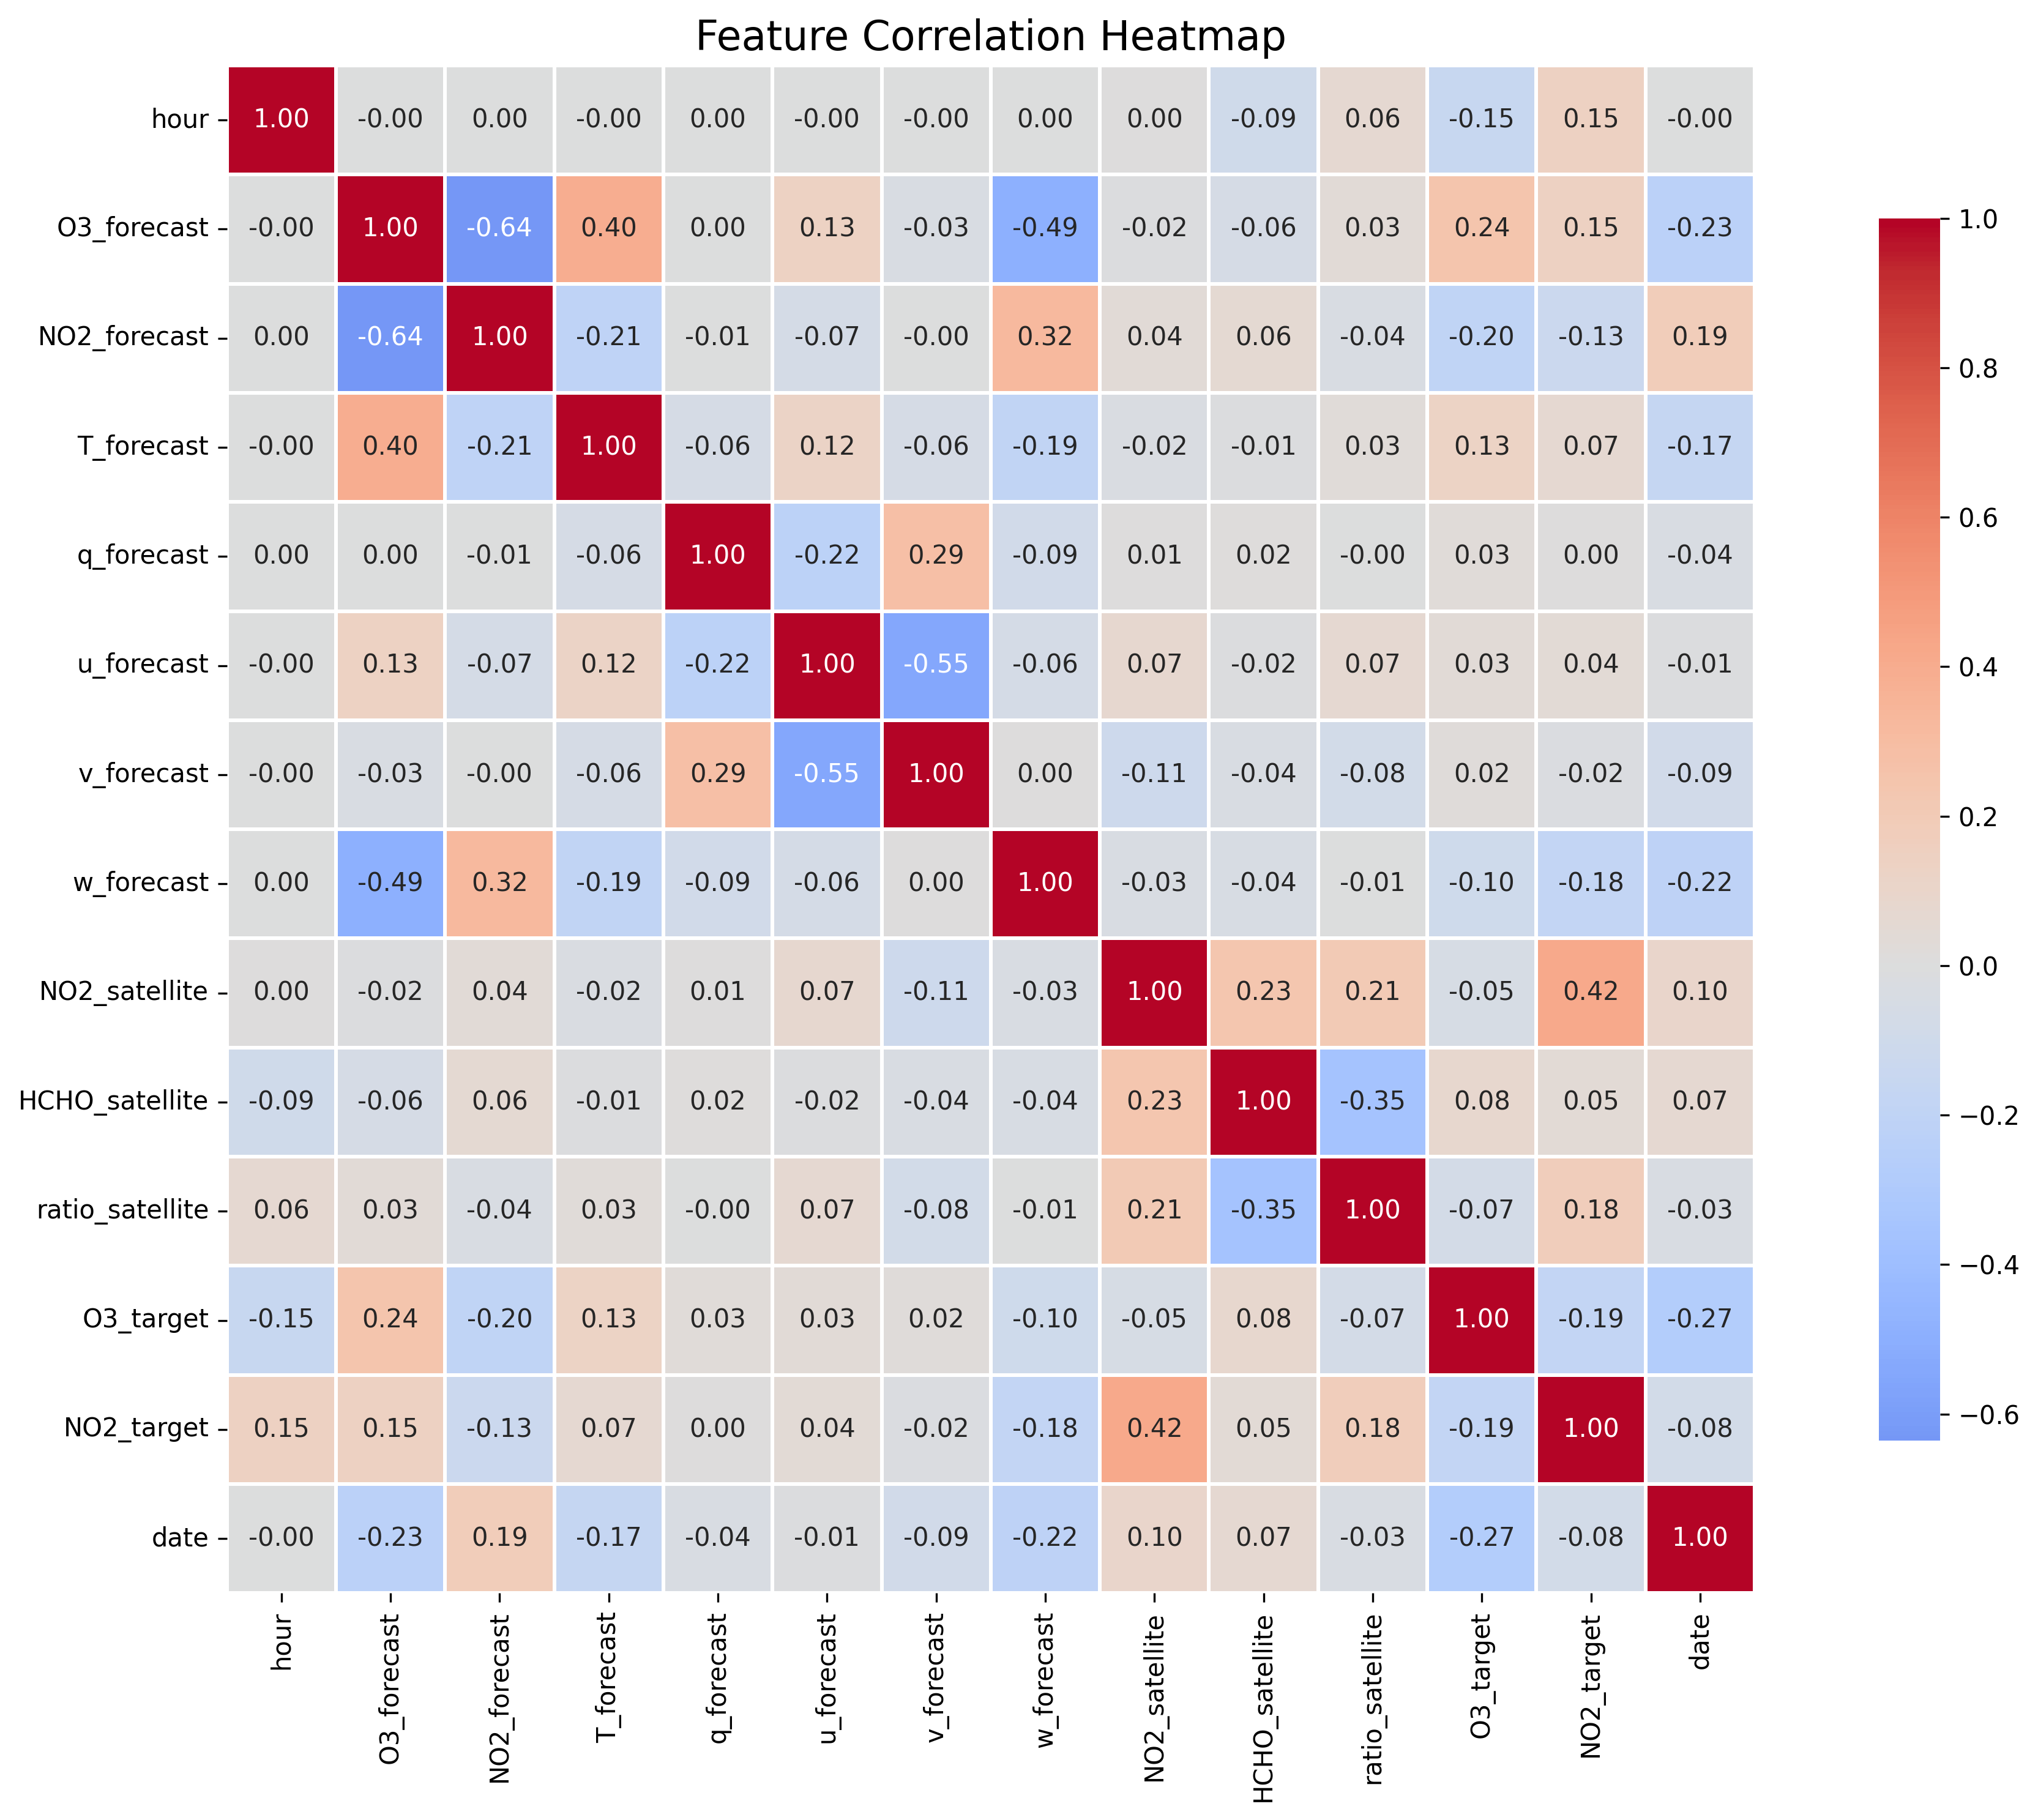 Feature Correlation Heatmap
hour 1.00 -0.00 0.00 -0.00 0.00 -0.00 -0.00 0.00 0.00 -0.09 0.06 -0.15 0.15 -0.00
O3_forecast -0.00 1.00 -0.64 0.40 0.00 0.13 -0.03 -0.49 -0.02 -0.06 0.03 0.24 0.15 -0.23
NO2_forecast 0.00 -0.64 1.00 -0.21 -0.01 -0.07 -0.00 0.32 0.04 0.06 -0.04 -0.20 -0.13 0.19
T_forecast -0.00 0.40 -0.21 1.00 -0.06 0.12 -0.06 -0.19 -0.02 -0.01 0.03 0.13 0.07 -0.17
q_forecast 0.00 0.00 -0.01 -0.06 1.00 -0.22 0.29 -0.09 0.01 0.02 -0.00 0.03 0.00 -0.04
u_forecast -0.00 0.13 -0.07 0.12 -0.22 1.00 -0.55 -0.06 0.07 -0.02 0.07 0.03 0.04 -0.01
v_forecast -0.00 -0.03 -0.00 -0.06 0.29 -0.55 1.00 0.00 -0.11 -0.04 -0.08 0.02 -0.02 -0.09
w_forecast 0.00 -0.49 0.32 -0.19 -0.09 -0.06 0.00 1.00 -0.03 -0.04 -0.01 -0.10 -0.18 -0.22
NO2_satellite 0.00 -0.02 0.04 -0.02 0.01 0.07 -0.11 -0.03 1.00 0.23 0.21 -0.05 0.42 0.10
HCHO_satellite -0.09 -0.06 0.06 -0.01 0.02 -0.02 -0.04 -0.04 0.23 1.00 -0.35 0.08 0.05 0.07
ratio_satellite 0.06 0.03 -0.04 0.03 -0.00 0.07 -0.08 -0.01 0.21 -0.35 1.00 -0.07 0.18 -0.03
O3_target -0.15 0.24 -0.20 0.13 0.03 0.03 0.02 -0.10 -0.05 0.08 -0.07 1.00 -0.19 -0.27
NO2_target 0.15 0.15 -0.13 0.07 0.00 0.04 -0.02 -0.18 0.42 0.05 0.18 -0.19 1.00 -0.08
date -0.00 -0.23 0.19 -0.17 -0.04 -0.01 -0.09 -0.22 0.10 0.07 -0.03 -0.27 -0.08 1.00
hour
O3_forecast
NO2_forecast
T_forecast
q_forecast
u_forecast
v_forecast
w_forecast
NO2_satellite
HCHO_satellite
ratio_satellite
O3_target
NO2_target
date
1.0
0.8
0.6
0.4
0.2
0.0
−0.2
−0.4
−0.6